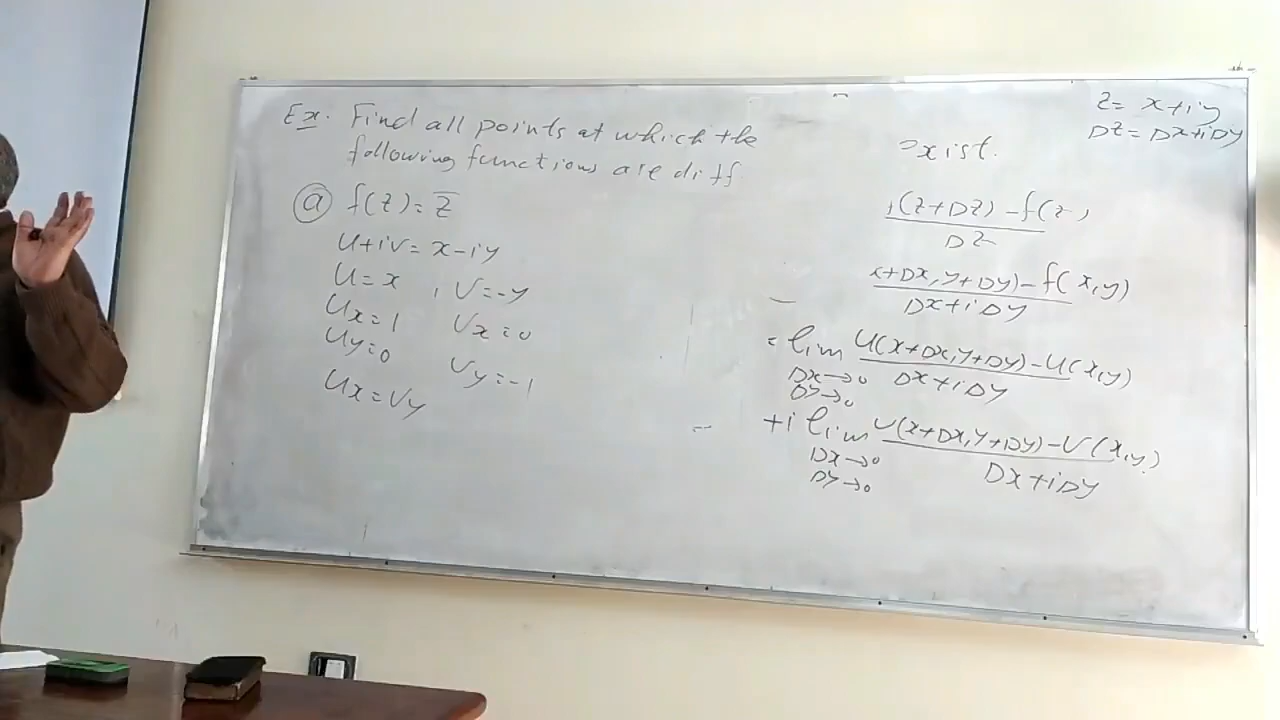 Ex. Find all points at which the
following functions are diff
ⓐ f(z) = z̅
u+iv = x-iy
u = x , v = -y
ux = 1 vx = 0
uy = 0 vy = -1
ux = vy
z = x+iy
Dz = Dx+iDy
xist.
(z+Dz) - f(z)
Dz
x+Dx, y+Dy) - f(x,y)
Dx+iDy
= lim u(x+Dx, y+Dy) - u(x,y)
Dx→0 Dx+iDy
Dy→0
+i lim v(x+Dx, y+Dy) - v(x,y)
Dx→0 Dx+iDy
Dy→0